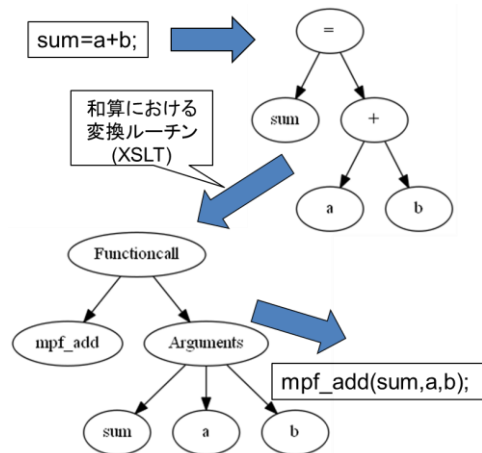 sum=a+b;
=
sum
+
a
b
和算における
変換ルーチン
(XSLT)
Functioncall
mpf_add
Arguments
sum
a
b
mpf_add(sum,a,b);